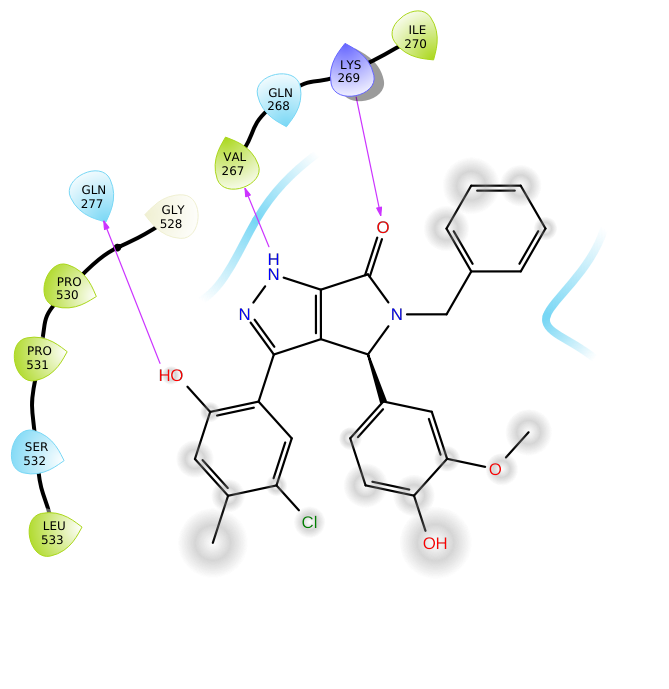 ILE
270
LYS
269
GLN
268
VAL
267
GLN
277
GLY
528
O
H
N
N
N
PRO
530
PRO
531
HO
SER
532
O
LEU
533
Cl
OH